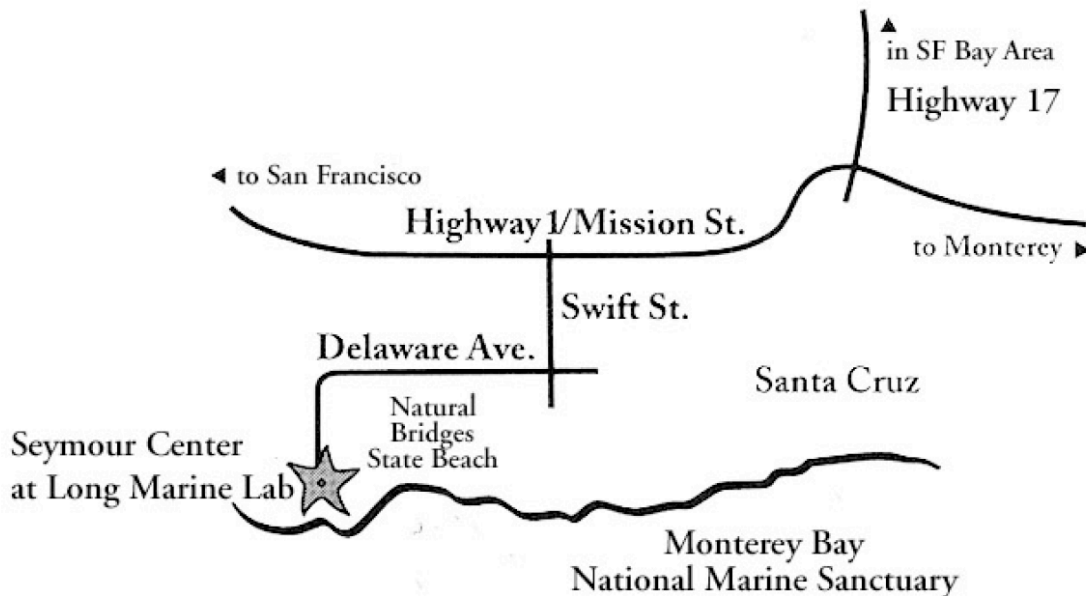 in SF Bay Area
Highway 17
to San Francisco
Highway 1/Mission St.
to Monterey
Swift St.
Delaware Ave.
Santa Cruz
Natural
Bridges
State Beach
Seymour Center
at Long Marine Lab
Monterey Bay
National Marine Sanctuary